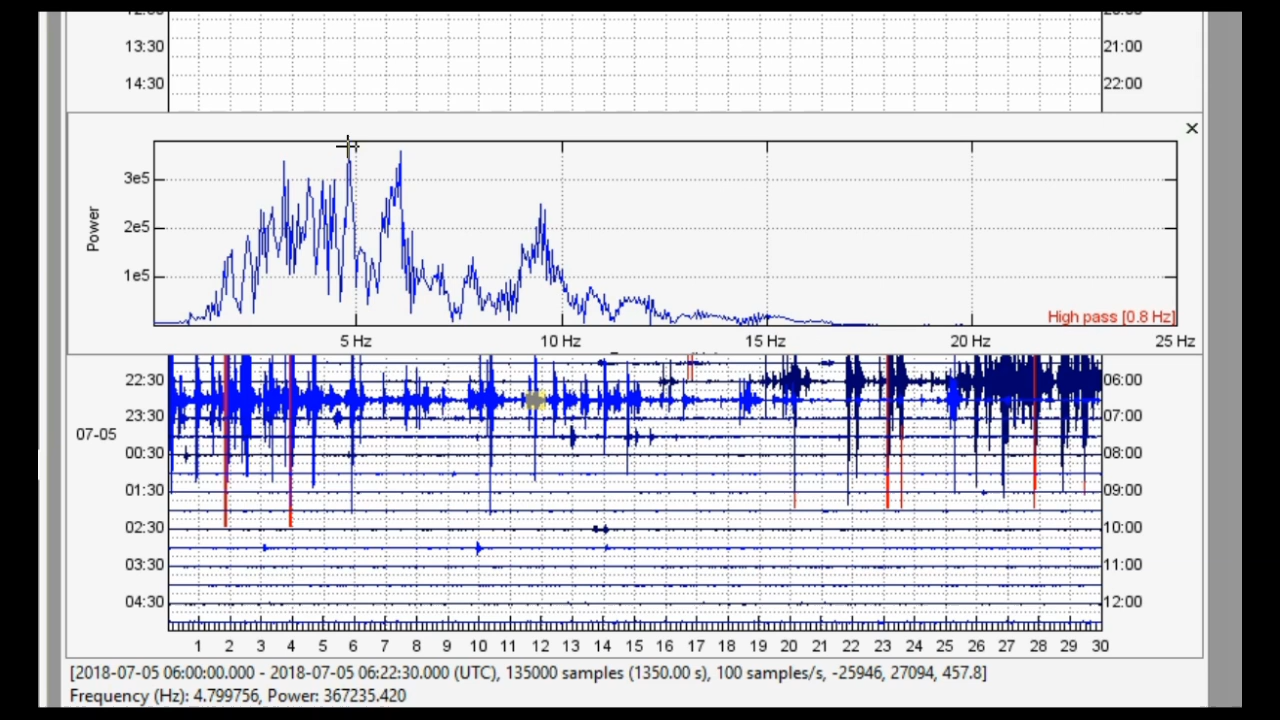 13:30 21:00
14:30 22:00
×
3e5
2e5
Power
1e5
High pass [0.8 Hz]
5 Hz 10 Hz 15 Hz 20 Hz 25 Hz
22:30 06:00
23:30 07:00
07-05
00:30 08:00
01:30 09:00
02:30 10:00
03:30 11:00
04:30 12:00
1 2 3 4 5 6 7 8 9 10 11 12 13 14 15 16 17 18 19 20 21 22 23 24 25 26 27 28 29 30
[2018-07-05 06:00:00.000 - 2018-07-05 06:22:30.000 (UTC), 135000 samples (1350.00 s), 100 samples/s, -25946, 27094, 457.8]
Frequency (Hz): 4.799756, Power: 367235.420